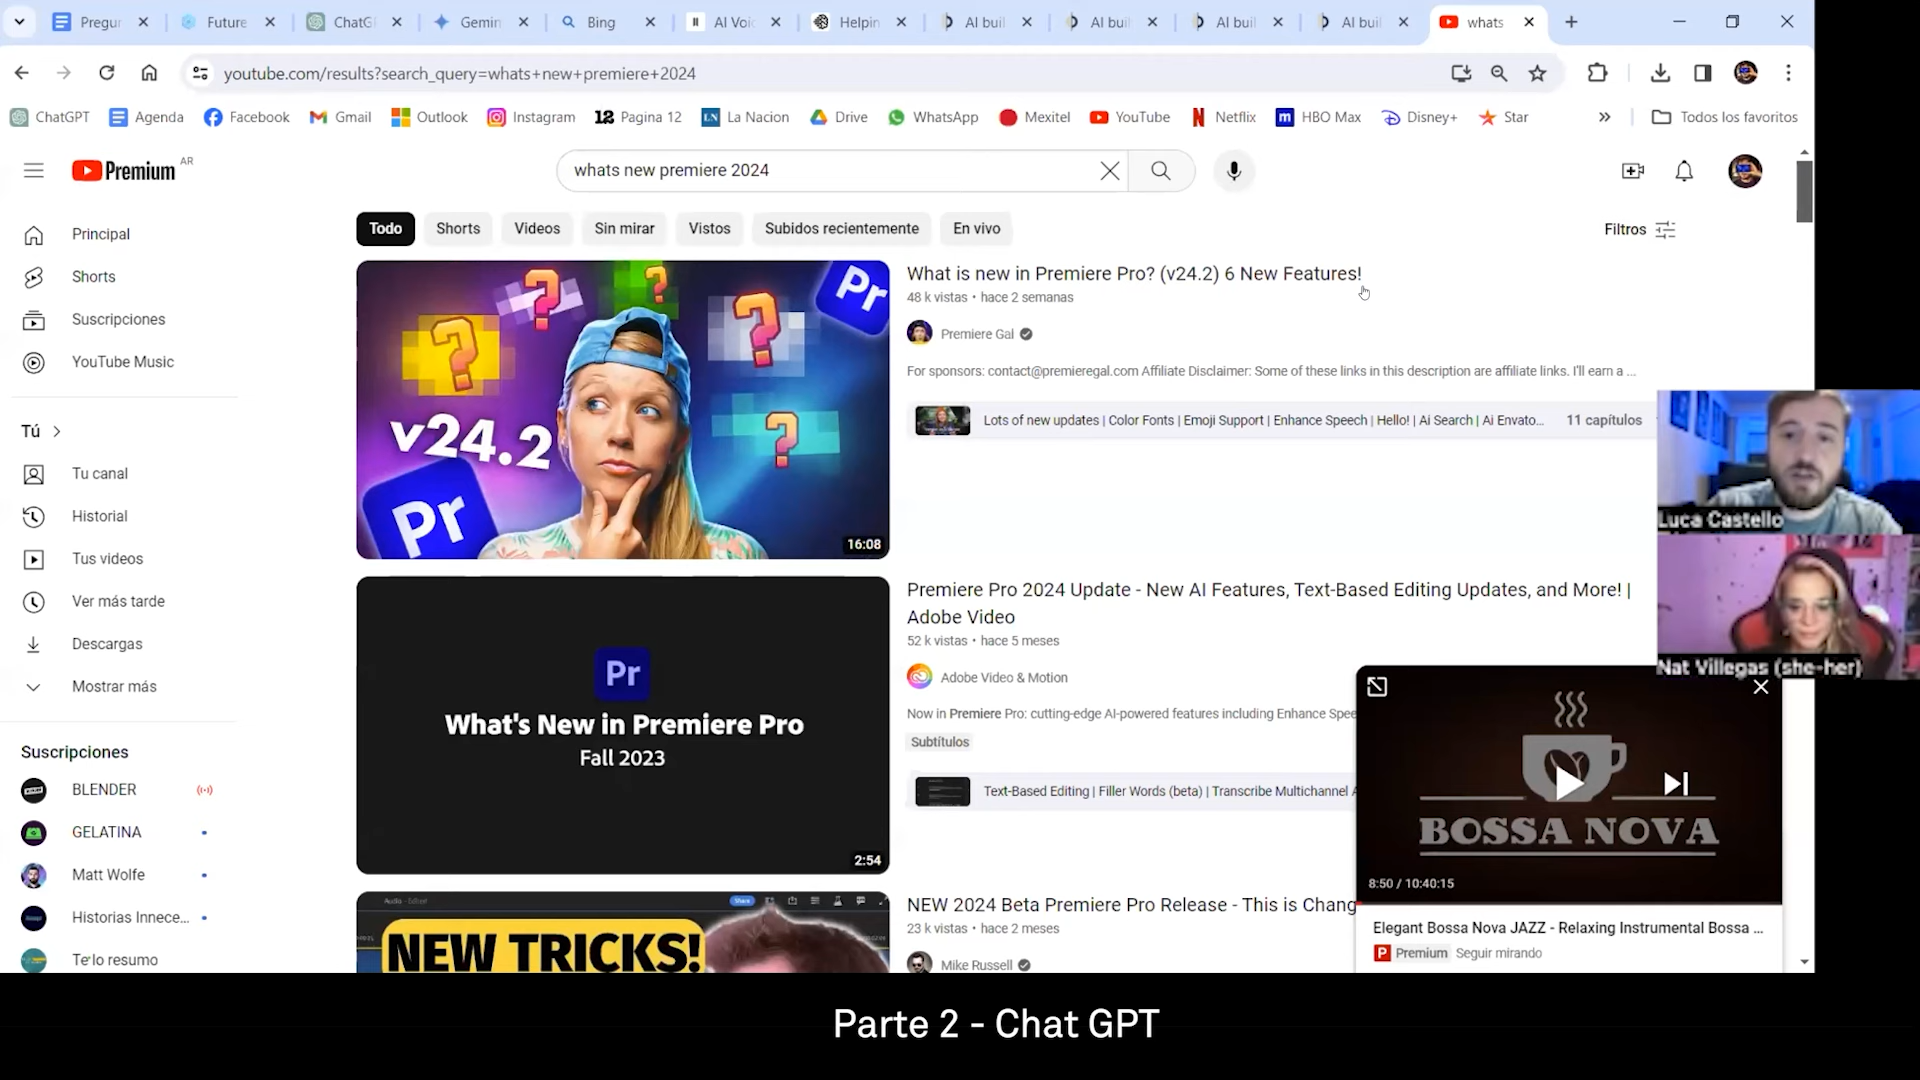 Pregur
Future
ChatGF
Gemin
Bing
AI Voic
Helpin
AI buil
AI buil
AI buil
AI buil
whats
youtube.com/results?search_query=whats+new+premiere+2024
ChatGPT
Agenda
Facebook
Gmail
Outlook
Instagram
12 Pagina 12
LN La Nacion
Drive
WhatsApp
Mexitel
YouTube
Netflix
HBO Max
Disney+
Star
Todos los favoritos
Premium AR
whats new premiere 2024
Todo
Shorts
Videos
Sin mirar
Vistos
Subidos recientemente
En vivo
Filtros
Principal
Shorts
Suscripciones
YouTube Music
Tú
Tu canal
Historial
Tus videos
Ver más tarde
Descargas
Mostrar más
Suscripciones
BLENDER
GELATINA
Matt Wolfe
Historias Innece...
Te lo resumo
Pr
v24.2
Pr
16:08
What is new in Premiere Pro? (v24.2) 6 New Features!
48 k vistas • hace 2 semanas
Premiere Gal
For sponsors: contact@premieregal.com Affiliate Disclaimer: Some of these links in this description are affiliate links. I'll earn a ...
Lots of new updates | Color Fonts | Emoji Support | Enhance Speech | Hello! | Ai Search | Ai Envato...
11 capítulos
Pr
What's New in Premiere Pro
Fall 2023
2:54
Premiere Pro 2024 Update - New AI Features, Text-Based Editing Updates, and More! |
Adobe Video
52 k vistas • hace 5 meses
Adobe Video & Motion
Now in Premiere Pro: cutting-edge AI-powered features including Enhance Spee
Subtítulos
Text-Based Editing | Filler Words (beta) | Transcribe Multichannel A
NEW TRICKS!
NEW 2024 Beta Premiere Pro Release - This is Chang
23 k vistas • hace 2 meses
Mike Russell
Luca Castello
Nat Villegas (she-her)
BOSSA NOVA
8:50 / 10:40:15
Elegant Bossa Nova JAZZ - Relaxing Instrumental Bossa ...
Premium
Seguir mirando
Parte 2 - Chat GPT